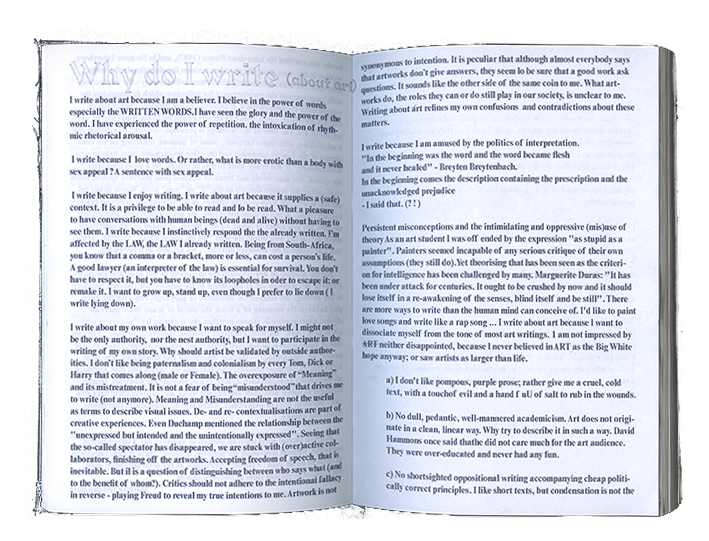 Why do I write (about art)
I write about art because I am a believer. I believe in the power of words
especially the WRITTEN WORDS.I have seen the glory and the power of the
word. I have experienced the power of repetition. the intoxication of rhyth-
mic rhetorical arousal.
I write because I love words. Or rather, what is more erotic than a body with
sex appeal ? A sentence with sex appeal.
I write because I enjoy writing. I write about art because it supplies a (safe)
context. It is a privilege to be able to read and lo be read. What a pleasure
to have conversations with human beings (dead and alive) without having to
see them. I write because I instinctively respond the the already written. I'm
affected by the LAW, the LAW I already written. Being from South-Africa,
you know that a comma or a bracket, more or less, can cost a person's life.
A good lawyer (an interpreter of the law) is essential for survival. You don't
have to respect it, but you have to know its loopholes in oder to escape it: or
remake it. I want to grow up, stand up, even though I prefer to lie down ( !
write lying down).
I write about my own work because I want to speak for myself. I might not
be the only authority, nor the nest authority, but I want to participate in the
writing of my own story. Why should artist be validated by outside author-
ities. I don't like being paternalism and colonialism by every Tom, Dick or
Harry that comes along (male or Female). The overexposure of "Meaning"
and its mistreatment. It is not a fear of being"misunderstood"that drives me
to write (not anymore). Meaning and Misunderstanding are not the useful
as terms to describe visual issues. De- and re- contextualisations are part of
creative experiences. Even Duchamp mentioned the relationship between the
"unexpressed but intended and the unintentionally expressed". Seeing that
the so-called spectator has disappeared, we are stuck with (over)active col-
laborators, finishing off the artworks. Accepting freedom of speech, that is
inevitable. But il is a question of distinguishing between who says what (and
to the benefit of whom?). Critics should not adhere to the intentional fallacy
in reverse - playing Freud to reveal my true intentions to me. Artwork is not
synonymous to intention. It is peculiar that although almost everybody says
that artworks don't give answers, they seem lo be sure that a good work ask
questions. It sounds like the other side of the same coin to me. What art-
works do, the roles they can or do still play in our society, is unclear to me.
Writing about art refines my own confusions and contradictions about these
matters.
I write because I am amused by the politics of interpretation.
"In the beginning was the word and the word became flesh
and it never healed" - Breyten Breytenbach.
In the beginning comes the description containing the prescription and the
unacknowledged prejudice
- I said that. (? ! )
Persistent misconceptions and the intimidating and oppressive (mis)use of
theory As an art student I was off ended by the expression "as stupid as a
painter". Painters seemed incapable of any serious critique of their own
assumptions (they still do).Yet theorising that has been seen as the criteri-
on for intelligence has been challenged by many. Marguerite Duras: "It has
been under attack for centuries. It ought to be crushed by now and it should
lose itself in a re-awakening of the senses, blind itself and be still". There
are more ways to write than the human mind can conceive of. I'd like to paint
love songs and write like a rap song ... I write about art because I want to
dissociate myself from the tone of most art writings. I am not impressed by
ART neither disappointed, because I never believed inART as the Big White
hope anyway; or saw artists as larger than life.
a) I don't like pompous, purple prose; rather give me a cruel, cold
text, with a touchof evil and a hand f uU of salt to rub in the wounds.
b) No dull, pedantic, well-mannered academicism. Art does not origi-
nate in a clean, linear way. Why try to describe it in such a way. David
Hammons once said thathe did not care much for the art audience.
They were over-educated and never had any fun.
c) No shortsighted oppositional writing accompanying cheap politi-
cally correct principles. I like short texts, but condensation is not the